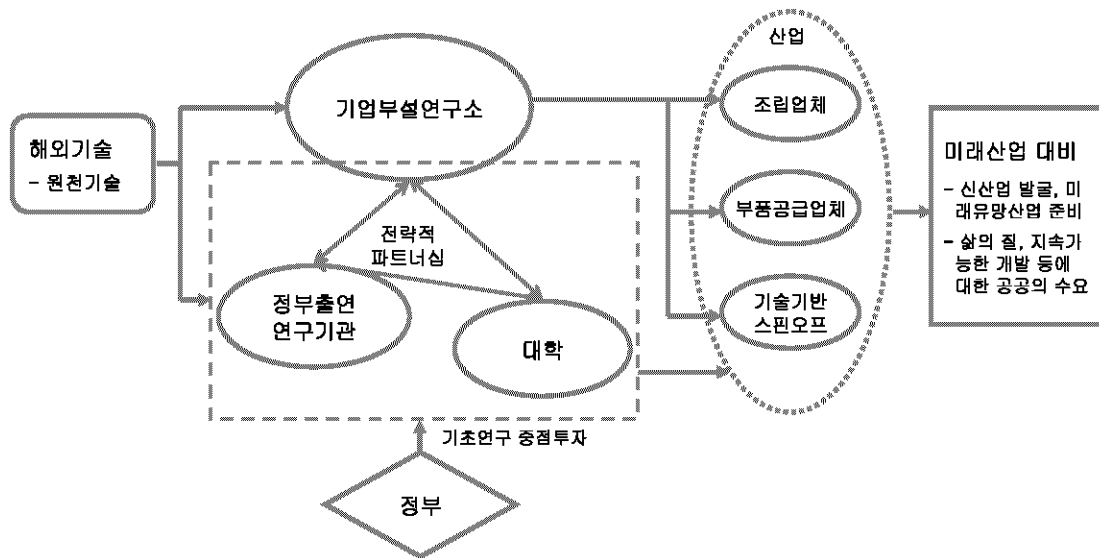 산업
기업부설연구소
조립업체
해외기술
- 원천기술
미래산업 대비
- 신산업 발굴, 미
래유망산업 준비
- 삶의 질, 지속가
능한 개발 등에
대한 공공의 수요
부품공급업체
전략적
파트너십
정부출연
연구기관
대학
기술기반
스핀오프
기초연구 중점투자
정부